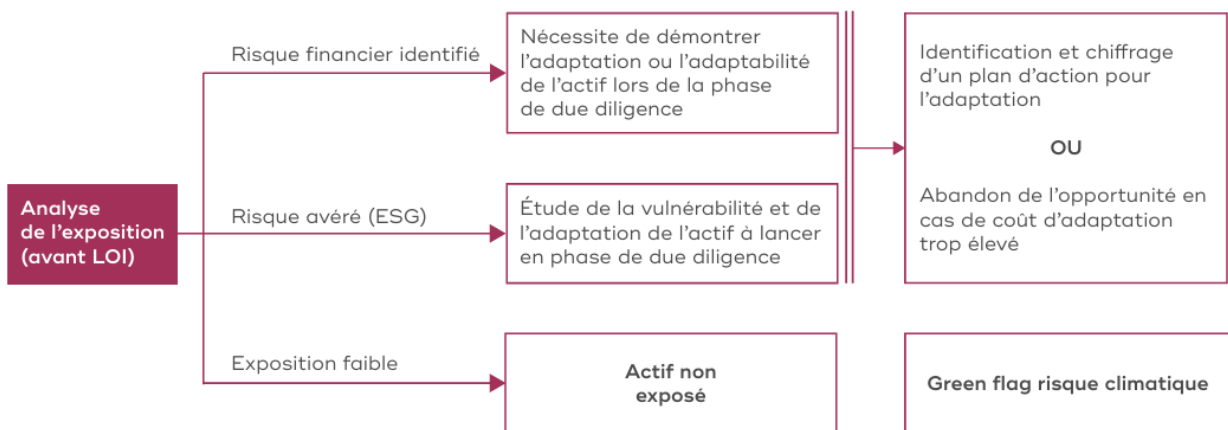 Analyse
de l’exposition
(avant LOI)
Risque financier identifié
Nécessite de démontrer
l’adaptation ou l’adaptabilité
de l’actif lors de la phase
de due diligence
Risque avéré (ESG)
Étude de la vulnérabilité et de
l’adaptation de l’actif à lancer
en phase de due diligence
Identification et chiffrage
d’un plan d’action pour
l’adaptation
OU
Abandon de l’opportunité en
cas de coût d’adaptation
trop élevé
Exposition faible
Actif non
exposé
Green flag risque climatique